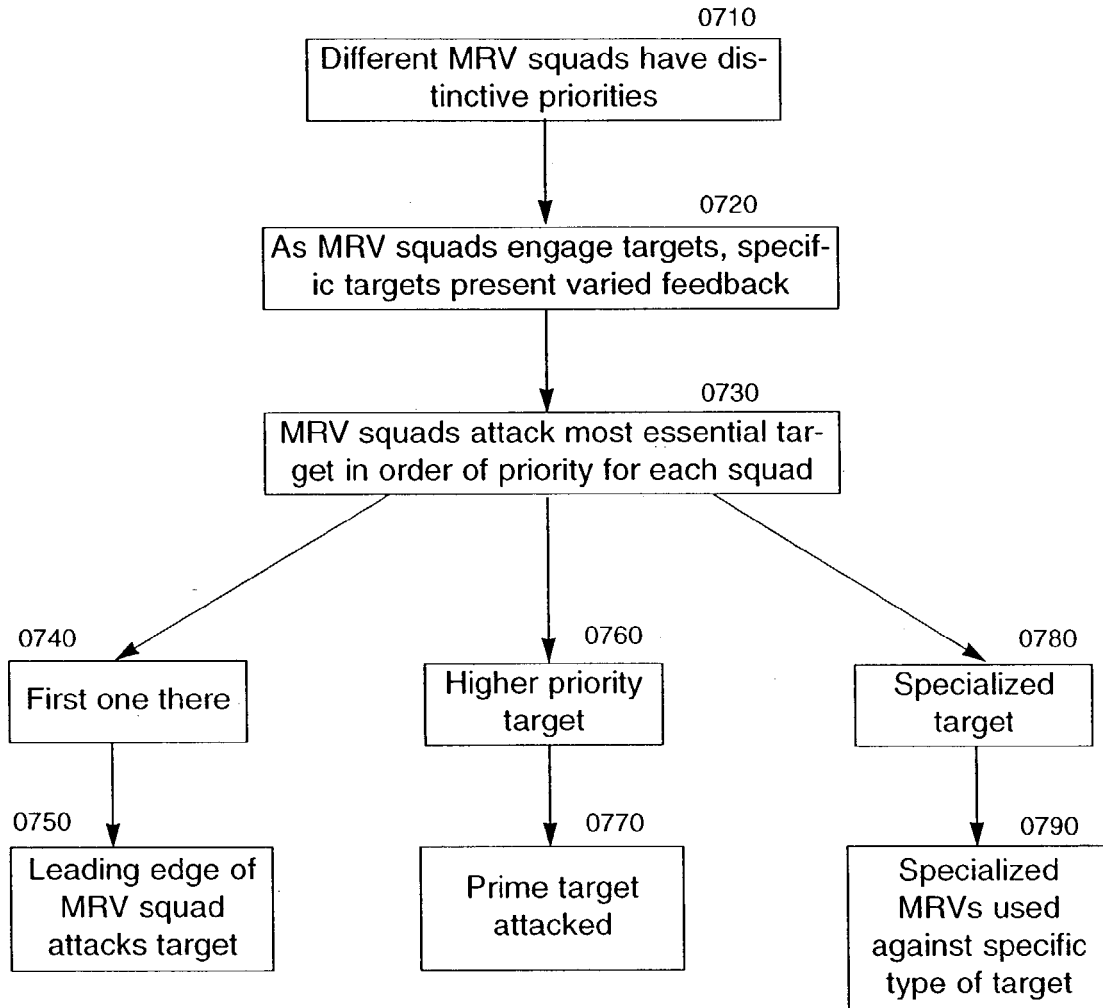 0710
Different MRV squads have dis-
tinctive priorities
0720
As MRV squads engage targets, specif-
ic targets present varied feedback
0730
MRV squads attack most essential tar-
get in order of priority for each squad
0740
First one there
0760
Higher priority
target
0780
Specialized
target
0750
Leading edge of
MRV squad
attacks target
0770
Prime target
attacked
0790
Specialized
MRVs used
against specific
type of target